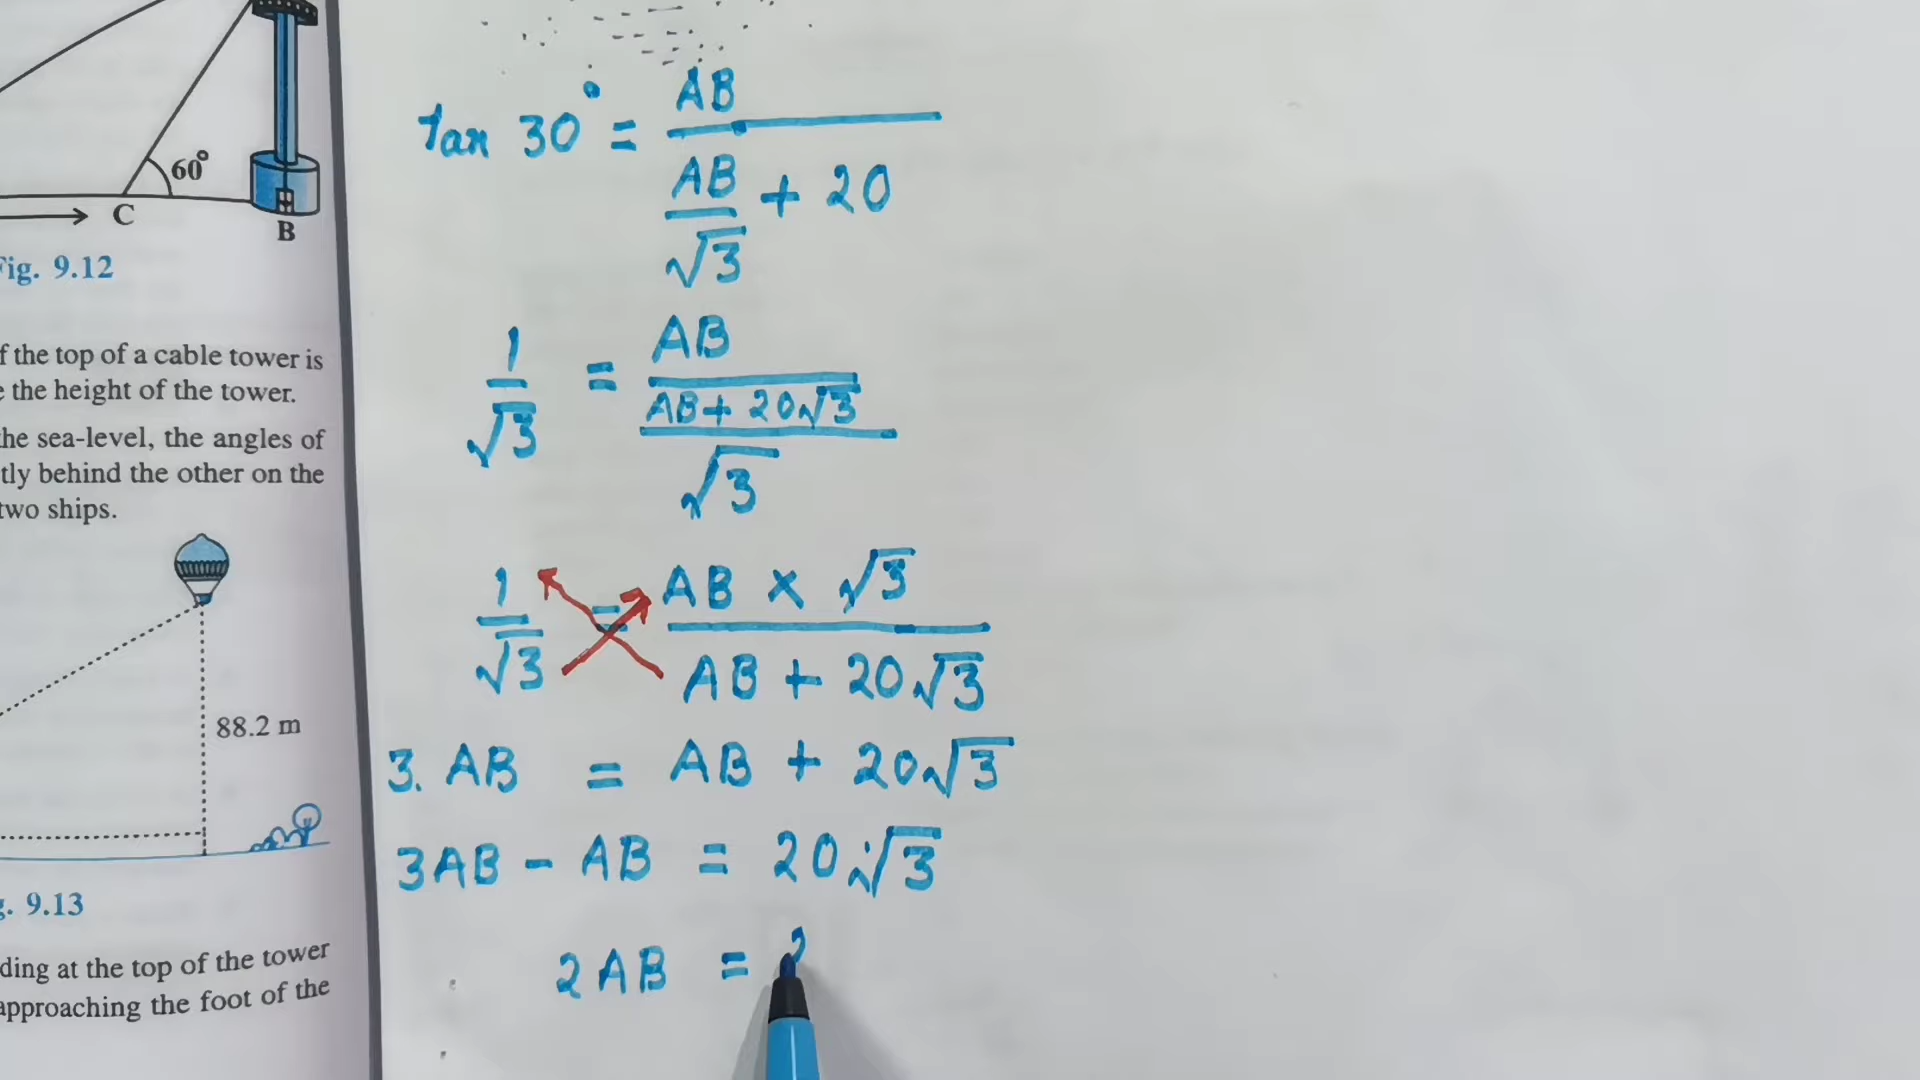 60°
C
B
Fig. 9.12
f the top of a cable tower is
e the height of the tower.
he sea-level, the angles of
tly behind the other on the
two ships.
88.2 m
g. 9.13
ding at the top of the tower
approaching the foot of the
tan 30° = AB
AB + 20
√3
1 = AB
√3 AB + 20√3
√3
1 = AB × √3
√3 AB + 20√3
3. AB = AB + 20√3
3AB - AB = 20√3
2AB = 2